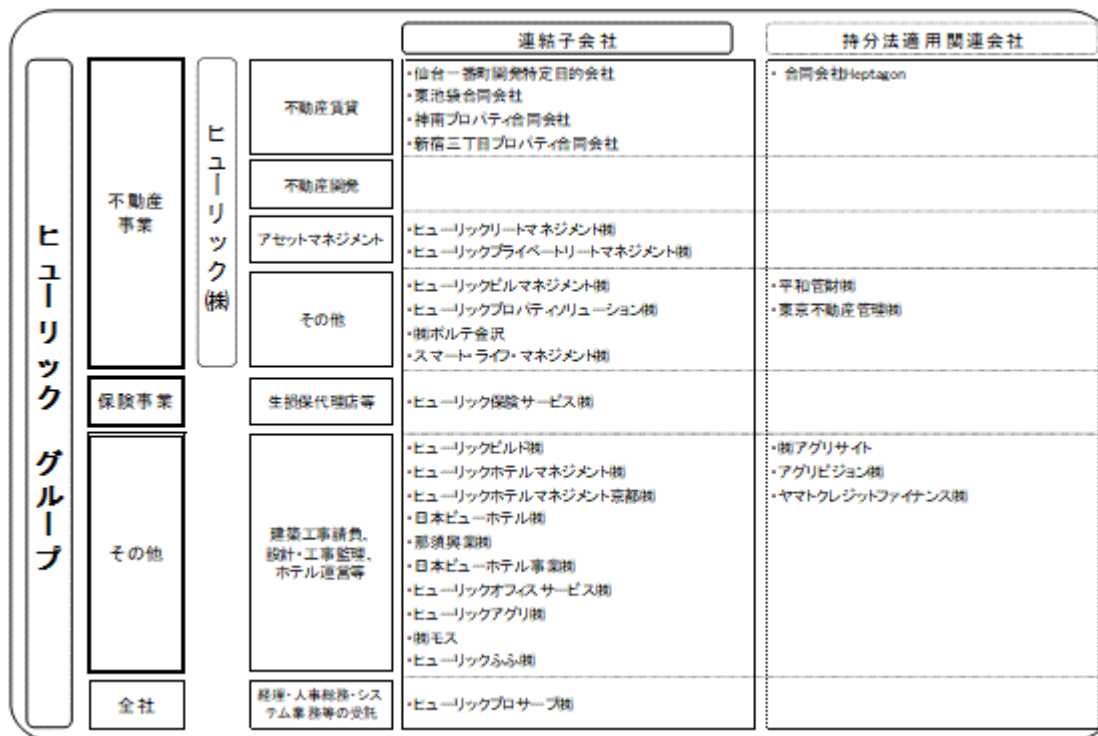 連結子会社
持分法適用関連会社
ヒューリック グループ
不動産
事業
ヒューリック㈱
不動産賃貸
・仙台一番町開発特定目的会社
・東池袋合同会社
・神南プロパティ合同会社
・新宿三丁目プロパティ合同会社
・ 合同会社Heptagon
不動産開発
アセットマネジメント
・ヒューリックリートマネジメント㈱
・ヒューリックプライベートリートマネジメント㈱
その他
・ヒューリックビルマネジメント㈱
・ヒューリックプロパティソリューション㈱
・㈱ポルテ金沢
・スマート・ライフ・マネジメント㈱
・平和管財㈱
・東京不動産管理㈱
保険事業
生損保代理店等
・ヒューリック保険サービス㈱
その他
建築工事請負、
設計・工事監理、
ホテル運営等
・ヒューリックビルド㈱
・ヒューリックホテルマネジメント㈱
・ヒューリックホテルマネジメント京都㈱
・日本ビューホテル㈱
・那須興業㈱
・日本ビューホテル事業㈱
・ヒューリックオフィスサービス㈱
・ヒューリックアグリ㈱
・㈱モス
・ヒューリックふふ㈱
・㈱アグリサイト
・アグリビジョン㈱
・ヤマトクレジットファイナンス㈱
全社
経理・人事総務・シス
テム業務等の受託
・ヒューリックプロサーブ㈱